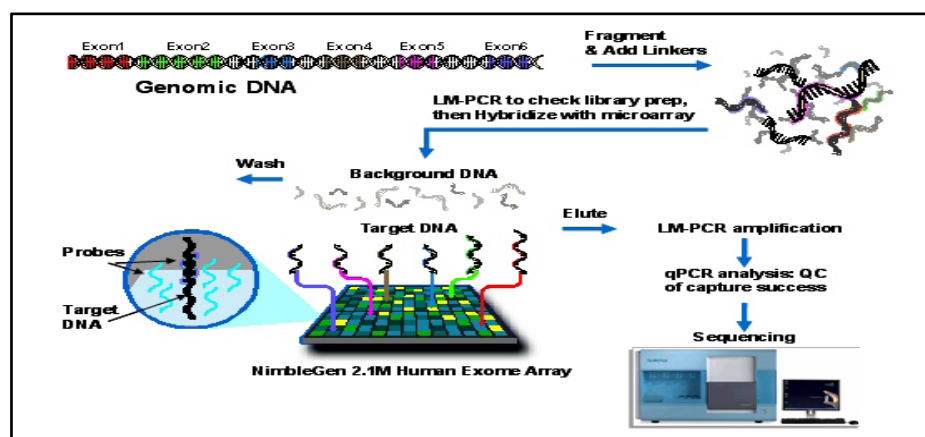 Exon1 Exon2 Exon3 Exon4 Exon5 Exon6
Genomic DNA
Fragment
& Add Linkers
LM-PCR to check library prep,
then Hybridize with microarray
Wash
Background DNA
Target DNA
Elute
LM-PCR amplification
qPCR analysis: QC
of capture success
Sequencing
Probes
Target
DNA
NimbleGen 2.1M Human Exome Array